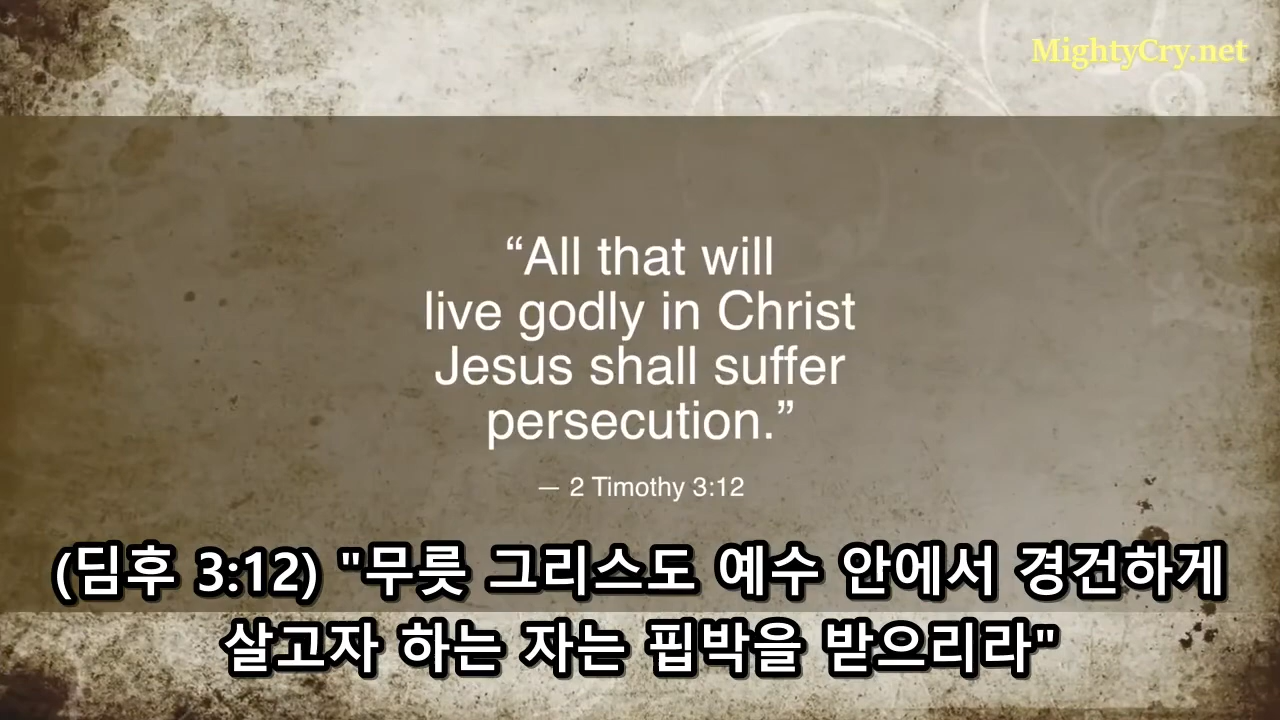 MightyCry.net
“All that will
live godly in Christ
Jesus shall suffer
persecution.”
— 2 Timothy 3:12
(딤후 3:12) "무릇 그리스도 예수 안에서 경건하게
살고자 하는 자는 핍박을 받으리라"